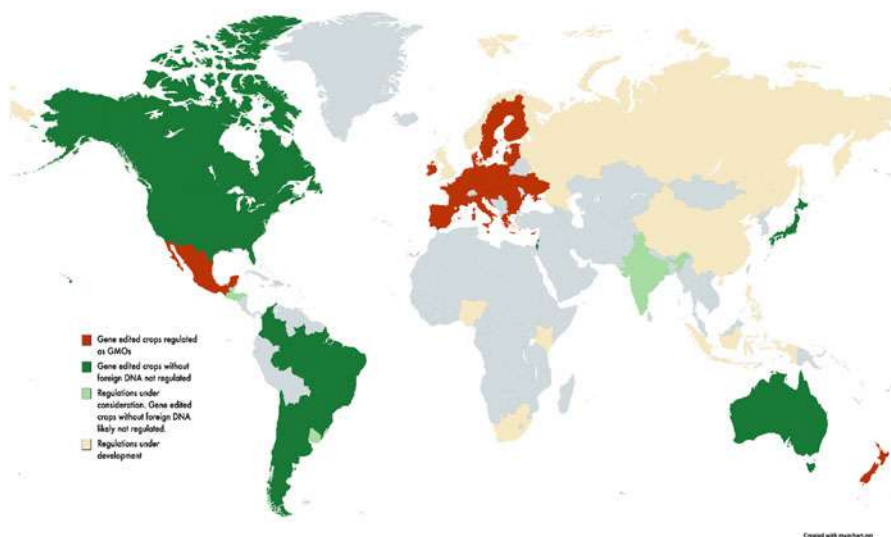 Gene edited crops regulated
as GMOs
Gene edited crops without
foreign DNA not regulated
Regulations under
consideration. Gene edited
crops without foreign DNA
likely not regulated.
Regulations under
development
Created with mapchart.net